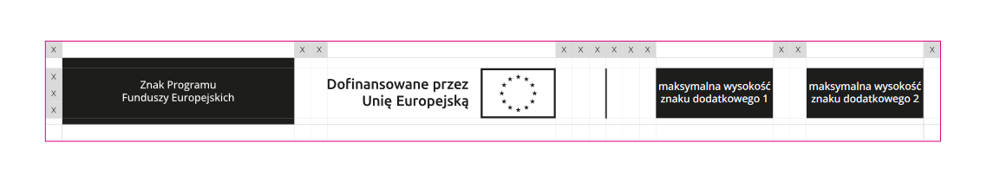 X X X X X X X X X X X X
X
X
X
Znak Programu
Funduszy Europejskich
Dofinansowane przez
Unię Europejską
maksymalna wysokość
znaku dodatkowego 1
maksymalna wysokość
znaku dodatkowego 2